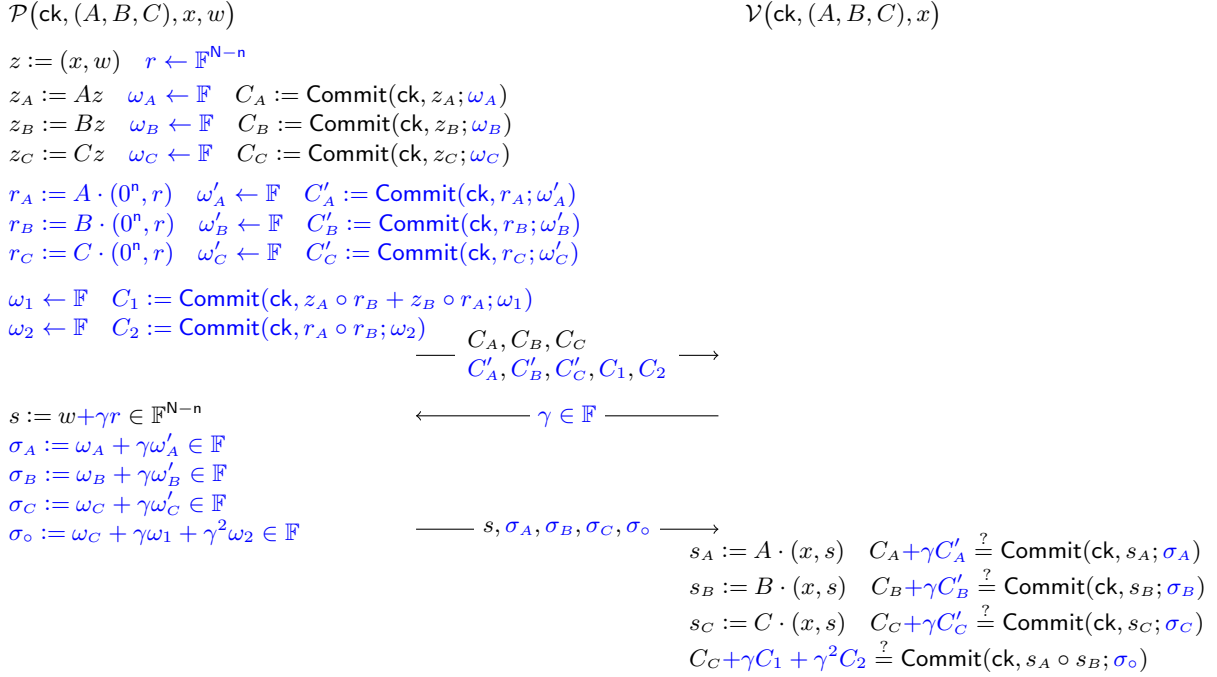 𝒫(ck, (A, B, C), x, w)
𝒱(ck, (A, B, C), x)
z := (x, w) r ← 𝔽^{N−n}
z_A := Az ω_A ← 𝔽 C_A := Commit(ck, z_A; ω_A)
z_B := Bz ω_B ← 𝔽 C_B := Commit(ck, z_B; ω_B)
z_C := Cz ω_C ← 𝔽 C_C := Commit(ck, z_C; ω_C)
r_A := A · (0^n, r) ω′_A ← 𝔽 C′_A := Commit(ck, r_A; ω′_A)
r_B := B · (0^n, r) ω′_B ← 𝔽 C′_B := Commit(ck, r_B; ω′_B)
r_C := C · (0^n, r) ω′_C ← 𝔽 C′_C := Commit(ck, r_C; ω′_C)
ω_1 ← 𝔽 C_1 := Commit(ck, z_A ∘ r_B + z_B ∘ r_A; ω_1)
ω_2 ← 𝔽 C_2 := Commit(ck, r_A ∘ r_B; ω_2)
C_A, C_B, C_C
C′_A, C′_B, C′_C, C_1, C_2
s := w+γr ∈ 𝔽^{N−n}
γ ∈ 𝔽
σ_A := ω_A + γω′_A ∈ 𝔽
σ_B := ω_B + γω′_B ∈ 𝔽
σ_C := ω_C + γω′_C ∈ 𝔽
σ_∘ := ω_C + γω_1 + γ^2ω_2 ∈ 𝔽
s, σ_A, σ_B, σ_C, σ_∘
s_A := A · (x, s) C_A+γC′_A ≟ Commit(ck, s_A; σ_A)
s_B := B · (x, s) C_B+γC′_B ≟ Commit(ck, s_B; σ_B)
s_C := C · (x, s) C_C+γC′_C ≟ Commit(ck, s_C; σ_C)
C_C+γC_1 + γ^2C_2 ≟ Commit(ck, s_A ∘ s_B; σ_∘)